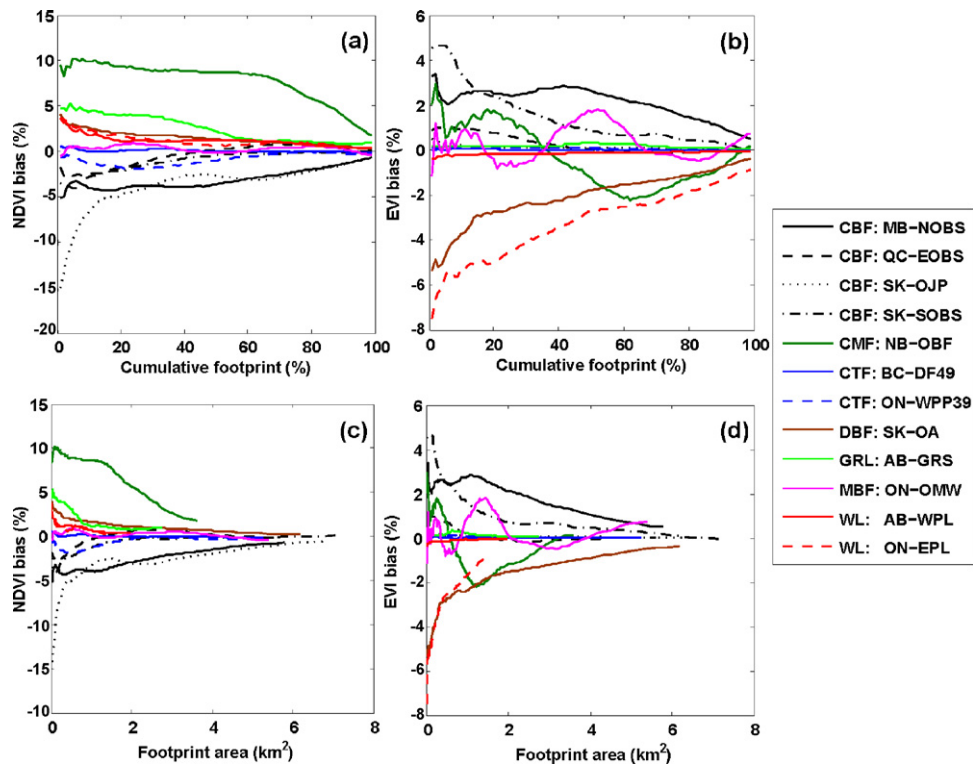 (a)
15
10
5
0
-5
-10
-15
-20
NDVI bias (%)
0 20 40 60 80 100
Cumulative footprint (%)
(b)
6
4
2
0
-2
-4
-6
-8
EVI bias (%)
0 20 40 60 80 100
Cumulative footprint (%)
(c)
15
10
5
0
-5
-10
-15
-10
NDVI bias (%)
0 2 4 6 8
Footprint area (km²)
(d)
6
4
2
0
-2
-4
-6
-8
EVI bias (%)
0 2 4 6 8
Footprint area (km²)
CBF: MB-NOBS
CBF: QC-EOBS
CBF: SK-OJP
CBF: SK-SOBS
CMF: NB-OBF
CTF: BC-DF49
CTF: ON-WPP39
DBF: SK-OA
GRL: AB-GRS
MBF: ON-OMW
WL: AB-WPL
WL: ON-EPL